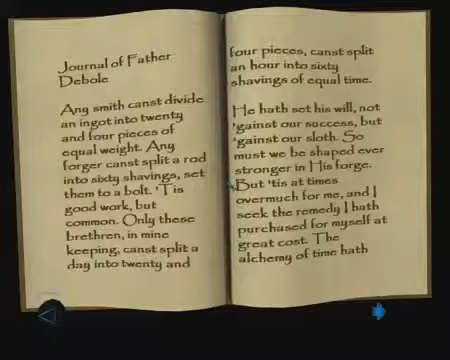 Journal of Father
Debole
Any smith canst divide
an ingot into twenty
and four pieces of
equal weight. Any
forger canst split a rod
into sixty shavings, set
them to a bolt. 'Tis
good work, but
common. Only these
brethren, in mine
keeping, canst split a
day into twenty and
four pieces, canst split
an hour into sixty
shavings of equal time.
He hath set his will, not
'gainst our success, but
'gainst our sloth. So
must we be shaped ever
stronger in His forge.
But 'tis at times
overmuch for me, and I
seek the remedy I hath
purchased for myself at
great cost. The
alchemy of time hath